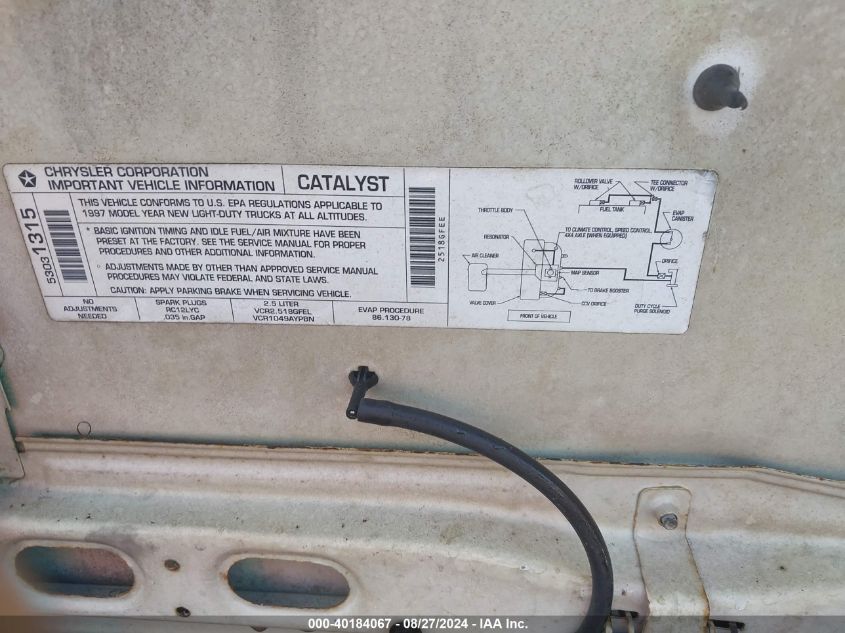 CHRYSLER CORPORATION
IMPORTANT VEHICLE INFORMATION
CATALYST
THIS VEHICLE CONFORMS TO U.S. EPA REGULATIONS APPLICABLE TO
1997 MODEL YEAR NEW LIGHT-DUTY TRUCKS AT ALL ALTITUDES.
* BASIC IGNITION TIMING AND IDLE FUEL/AIR MIXTURE HAVE BEEN
PRESET AT THE FACTORY. SEE THE SERVICE MANUAL FOR PROPER
PROCEDURES AND OTHER ADDITIONAL INFORMATION.
* ADJUSTMENTS MADE BY OTHER THAN APPROVED SERVICE MANUAL
PROCEDURES MAY VIOLATE FEDERAL AND STATE LAWS.
CAUTION: APPLY PARKING BRAKE WHEN SERVICING VEHICLE.
53031315
2518GFEE
NO
ADJUSTMENTS
NEEDED
SPARK PLUGS
RC12LYC
.035 in.GAP
2.5 LITER
VCR2.518GFEL
VCR1049AYPBN
EVAP PROCEDURE
86.130-78
ROLLOVER VALVE
W/ORIFICE
TEE CONNECTOR
W/ORIFICE
FUEL TANK
EVAP
CANISTER
THROTTLE BODY
TO CLIMATE CONTROL, SPEED CONTROL
4X4 AXLE (WHEN EQUIPPED)
RESONATOR
AIR CLEANER
ORIFICE
MAP SENSOR
TO BRAKE BOOSTER
VALVE COVER
CCV ORIFICE
DUTY CYCLE
PURGE SOLENOID
FRONT OF VEHICLE
000-40184067 - 08/27/2024 - IAA Inc.